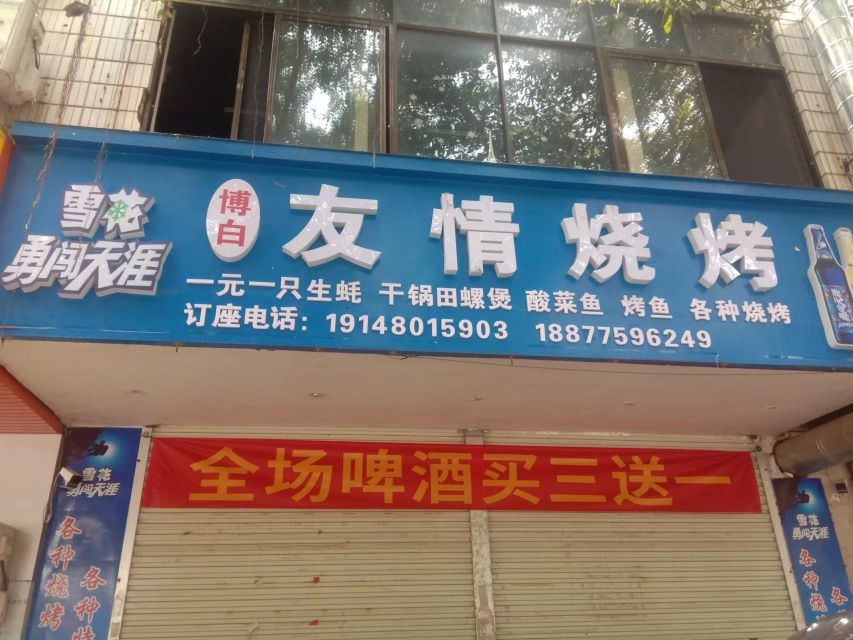 雪花
勇闯天涯
博白
友情烧烤
一元一只生蚝 干锅田螺煲 酸菜鱼 烤鱼 各种烧烤
订座电话：19148015903 18877596249
全场啤酒买三送一
雪花
勇闯天涯
各种烧烤
各种烧
雪花
勇闯天涯
各种烧
各种